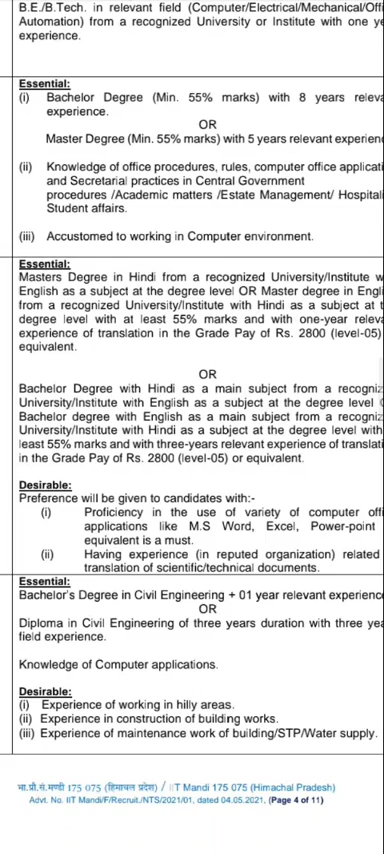 B.E./B.Tech. in relevant field (Computer/Electrical/Mechanical/Offi
Automation) from a recognized University or Institute with one ye
experience.
Essential:
(i) Bachelor Degree (Min. 55% marks) with 8 years releva
experience.
OR
Master Degree (Min. 55% marks) with 5 years relevant experien
(ii) Knowledge of office procedures, rules, computer office applicati
and Secretarial practices in Central Government
procedures /Academic matters /Estate Management/ Hospitali
Student affairs.
(iii) Accustomed to working in Computer environment.
Essential:
Masters Degree in Hindi from a recognized University/Institute w
English as a subject at the degree level OR Master degree in Engli
from a recognized University/Institute with Hindi as a subject at t
degree level with at least 55% marks and with one-year releva
experience of translation in the Grade Pay of Rs. 2800 (level-05)
equivalent.
OR
Bachelor Degree with Hindi as a main subject from a recogniz
University/Institute with English as a subject at the degree level
Bachelor degree with English as a main subject from a recogniz
University/Institute with Hindi as a subject at the degree level with
least 55% marks and with three-years relevant experience of translati
in the Grade Pay of Rs. 2800 (level-05) or equivalent.
Desirable:
Preference will be given to candidates with:-
(i) Proficiency in the use of variety of computer offi
applications like M.S Word, Excel, Power-point
equivalent is a must.
(ii) Having experience (in reputed organization) related
translation of scientific/technical documents.
Essential:
Bachelor's Degree in Civil Engineering + 01 year relevant experience
OR
Diploma in Civil Engineering of three years duration with three yea
field experience.
Knowledge of Computer applications.
Desirable:
(i) Experience of working in hilly areas.
(ii) Experience in construction of building works.
(iii) Experience of maintenance work of building/STP/Water supply.
भा.प्रौ.सं.मण्डी 175 075 (हिमाचल प्रदेश) / IIT Mandi 175 075 (Himachal Pradesh)
Advt. No. IIT Mandi/F/Recruit./NTS/2021/01, dated 04.05.2021, (Page 4 of 11)